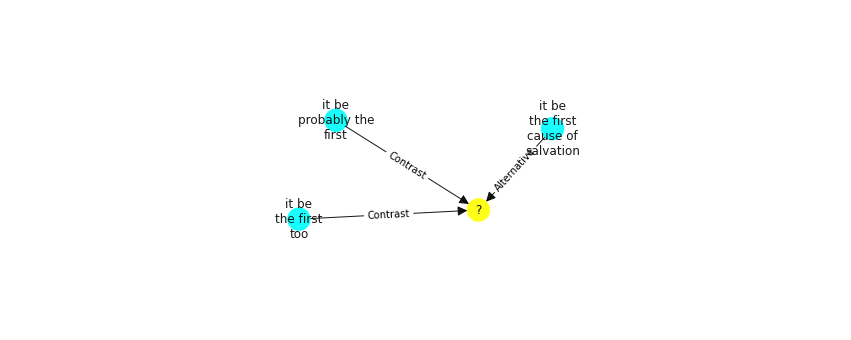 it be
probably the
first
it be
the first
cause of
salvation
Contrast
Alternative
it be
the first
too
Contrast
?